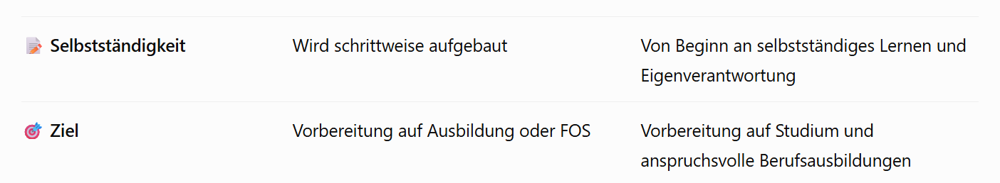 📝 Selbstständigkeit Wird schrittweise aufgebaut Von Beginn an selbstständiges Lernen und
Eigenverantwortung
🎯 Ziel Vorbereitung auf Ausbildung oder FOS Vorbereitung auf Studium und
anspruchsvolle Berufsausbildungen